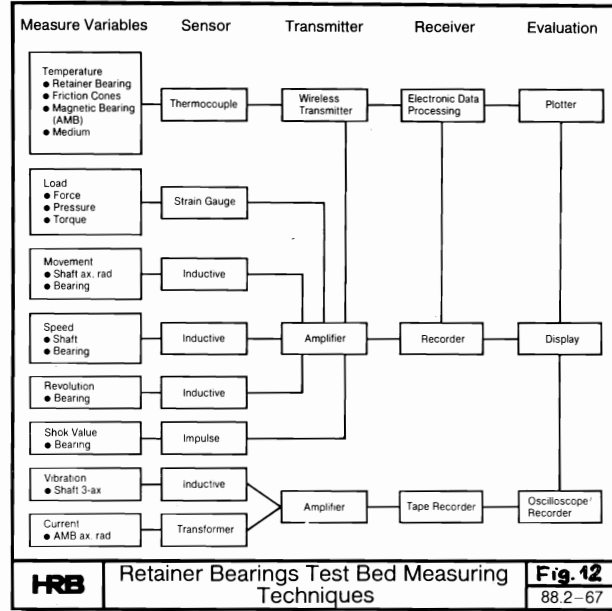 Measure Variables
Sensor
Transmitter
Receiver
Evaluation
Temperature
● Retainer Bearing
● Friction Cones
● Magnetic Bearing
(AMB)
● Medium
Thermocouple
Wireless
Transmitter
Electronic Data
Processing
Plotter
Load
● Force
● Pressure
● Torque
Strain Gauge
Movement
● Shaft ax. rad
● Bearing
Inductive
Speed
● Shaft
● Bearing
Inductive
Amplifier
Recorder
Display
Revolution
● Bearing
Inductive
Shok Value
● Bearing
Impulse
Vibration
● Shaft 3-ax
Inductive
Amplifier
Tape Recorder
Oscilloscope/
Recorder
Current
● AMB ax. rad
Transformer
HRB
Retainer Bearings Test Bed Measuring
Techniques
Fig. 12
88.2–67